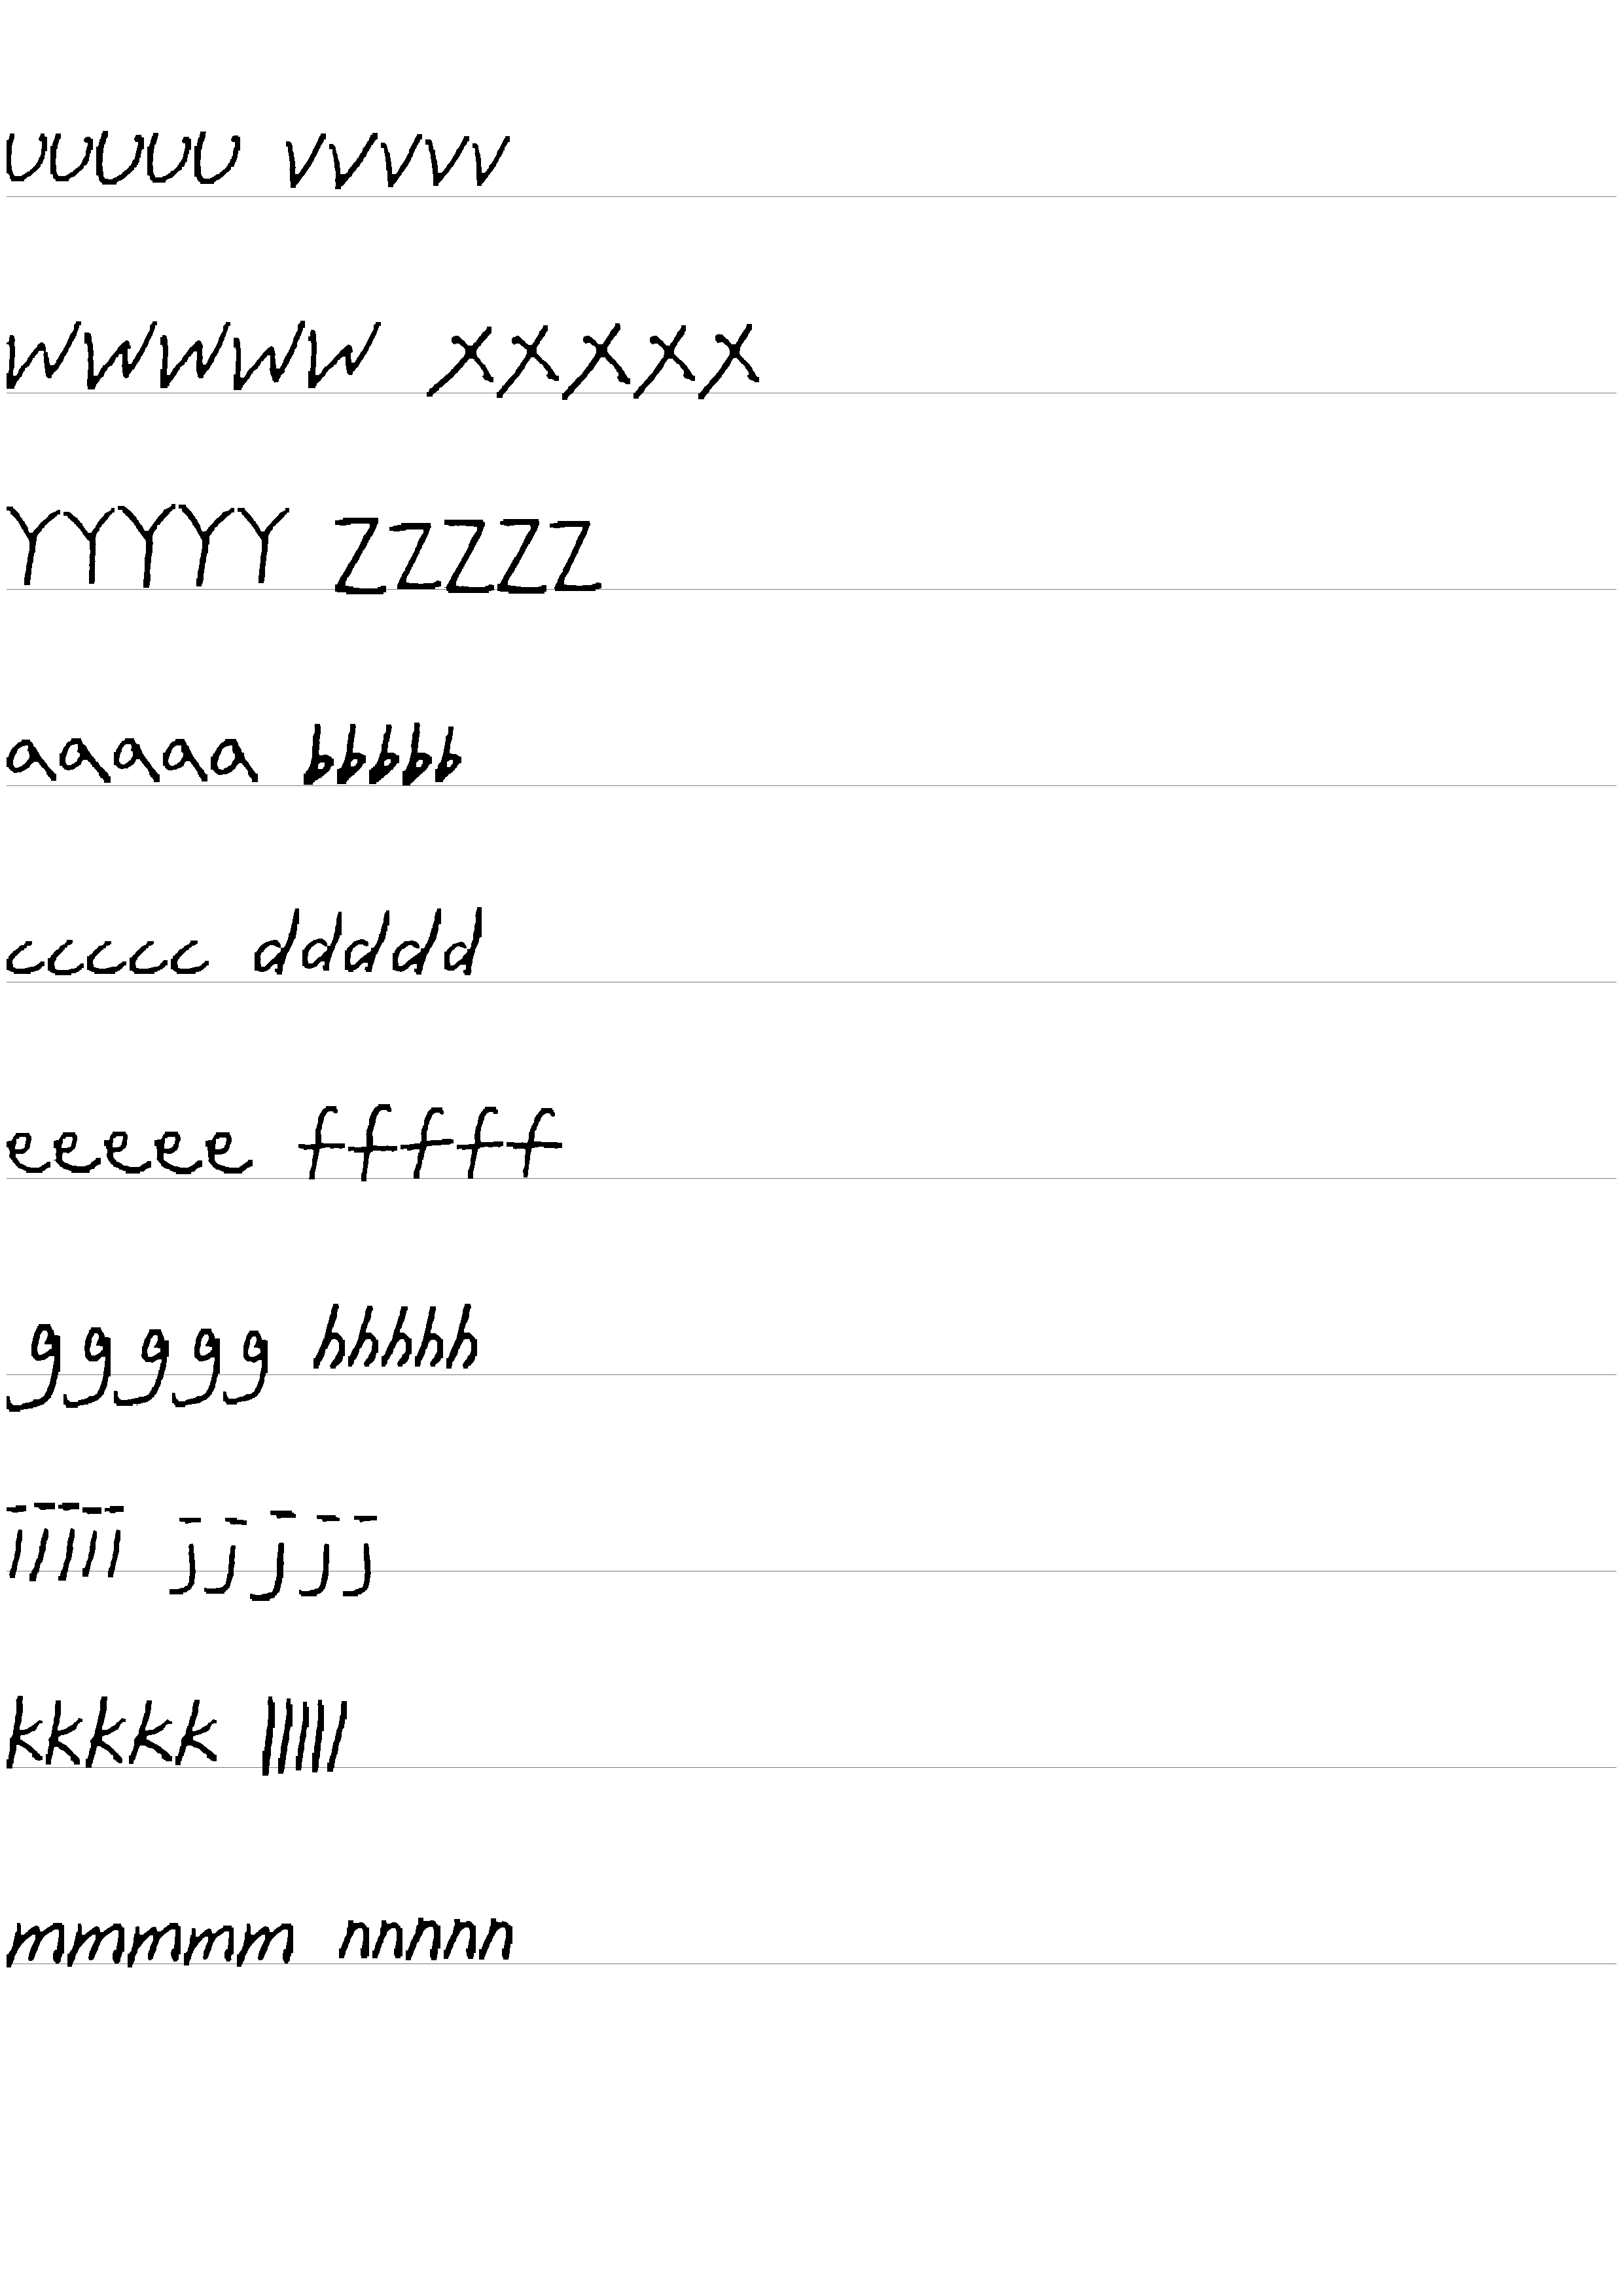 UUUUU VVVVV
WWWWW XXXXX
YYYYY ZZZZZ
aaaaa bbbbb
ccccc ddddd
eeeee fffff
ggggg hhhhh
iiiii jjjjj
kkkkk lllll
mmmmm nnnnn